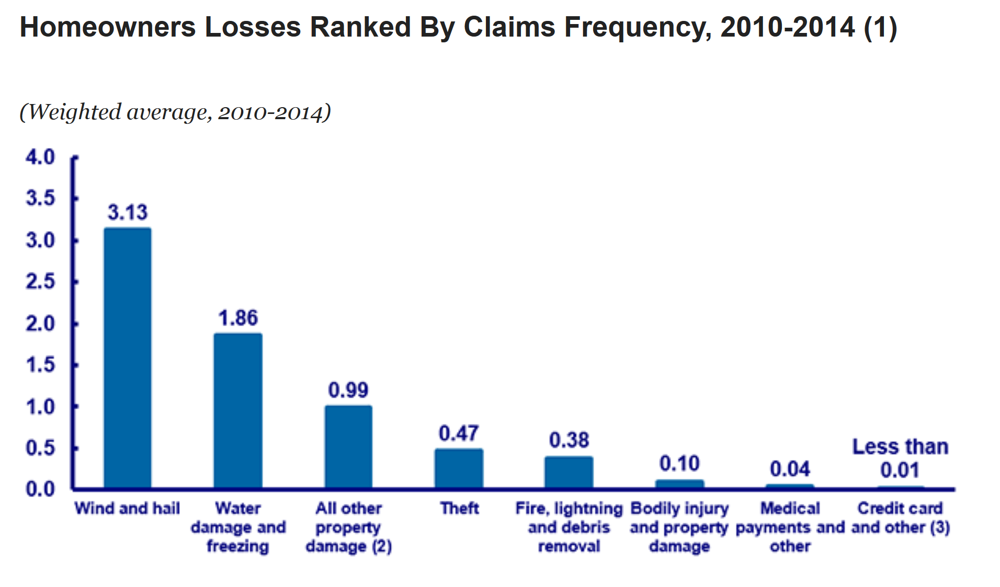 Homeowners Losses Ranked By Claims Frequency, 2010-2014 (1)
(Weighted average, 2010-2014)
4.0
3.5
3.0
2.5
2.0
1.5
1.0
0.5
0.0
3.13
1.86
0.99
0.47
0.38
0.10
0.04
Less than
0.01
Wind and hail
Water
damage and
freezing
All other
property
damage (2)
Theft
Fire, lightning
and debris
removal
Bodily injury
and property
damage
Medical
payments and
other
Credit card
and other (3)